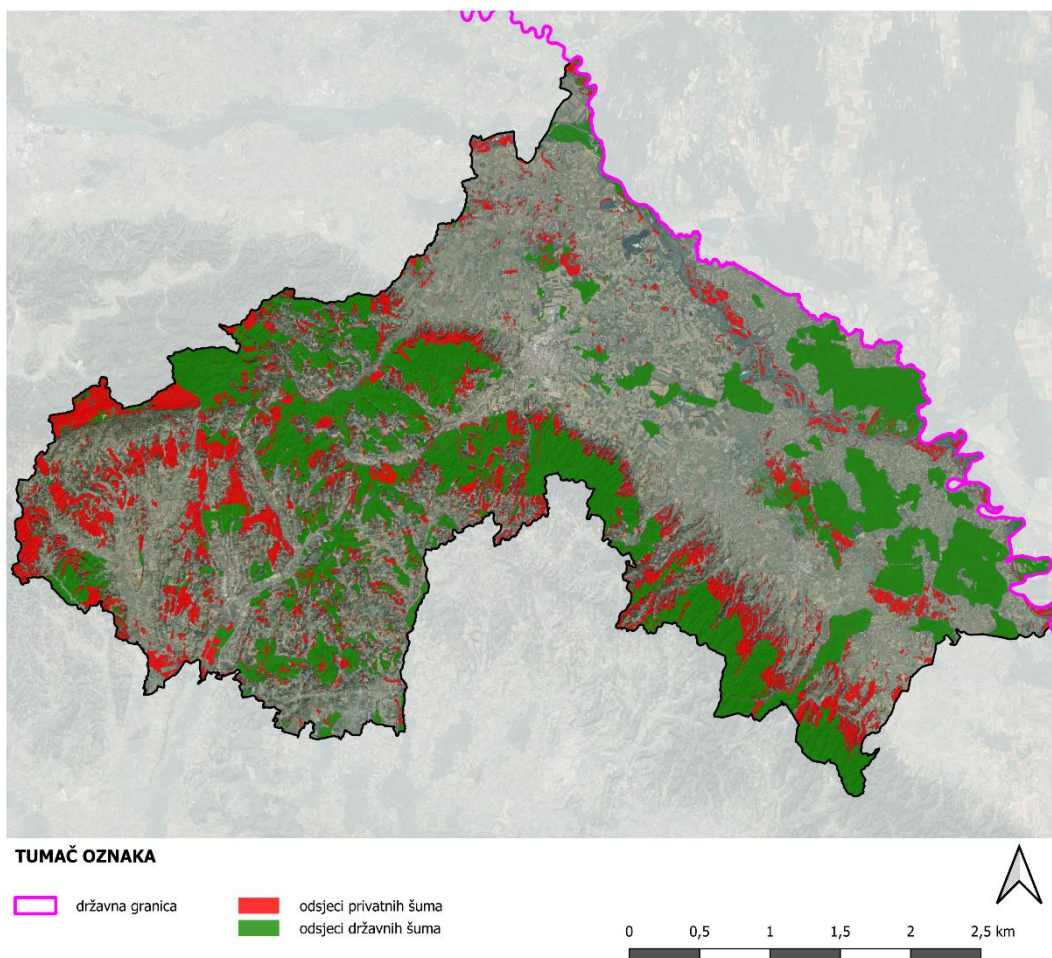 TUMAČ OZNAKA
državna granica
odsjeci privatnih šuma
odsjeci državnih šuma
0 0,5 1 1,5 2 2,5 km